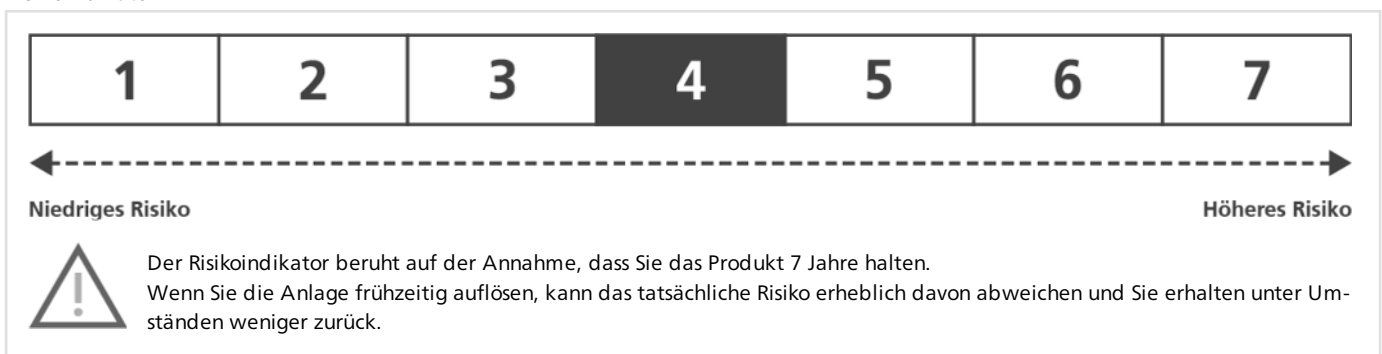 1 2 3 4 5 6 7
Niedriges Risiko Höheres Risiko
Der Risikoindikator beruht auf der Annahme, dass Sie das Produkt 7 Jahre halten.
Wenn Sie die Anlage frühzeitig auflösen, kann das tatsächliche Risiko erheblich davon abweichen und Sie erhalten unter Um-
ständen weniger zurück.